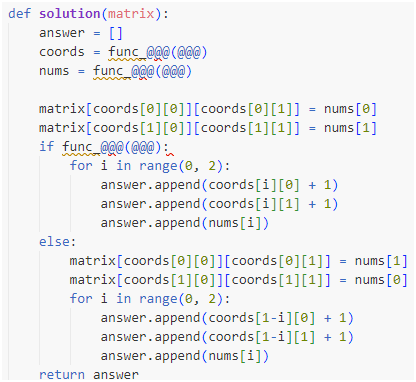 def solution(matrix):
    answer = []
    coords = func_@@@(@@@)
    nums = func_@@@(@@@)

    matrix[coords[0][0]][coords[0][1]] = nums[0]
    matrix[coords[1][0]][coords[1][1]] = nums[1]
    if func_@@@(@@@):
        for i in range(0, 2):
            answer.append(coords[i][0] + 1)
            answer.append(coords[i][1] + 1)
            answer.append(nums[i])
    else:
        matrix[coords[0][0]][coords[0][1]] = nums[1]
        matrix[coords[1][0]][coords[1][1]] = nums[0]
        for i in range(0, 2):
            answer.append(coords[1-i][0] + 1)
            answer.append(coords[1-i][1] + 1)
            answer.append(nums[i])
    return answer